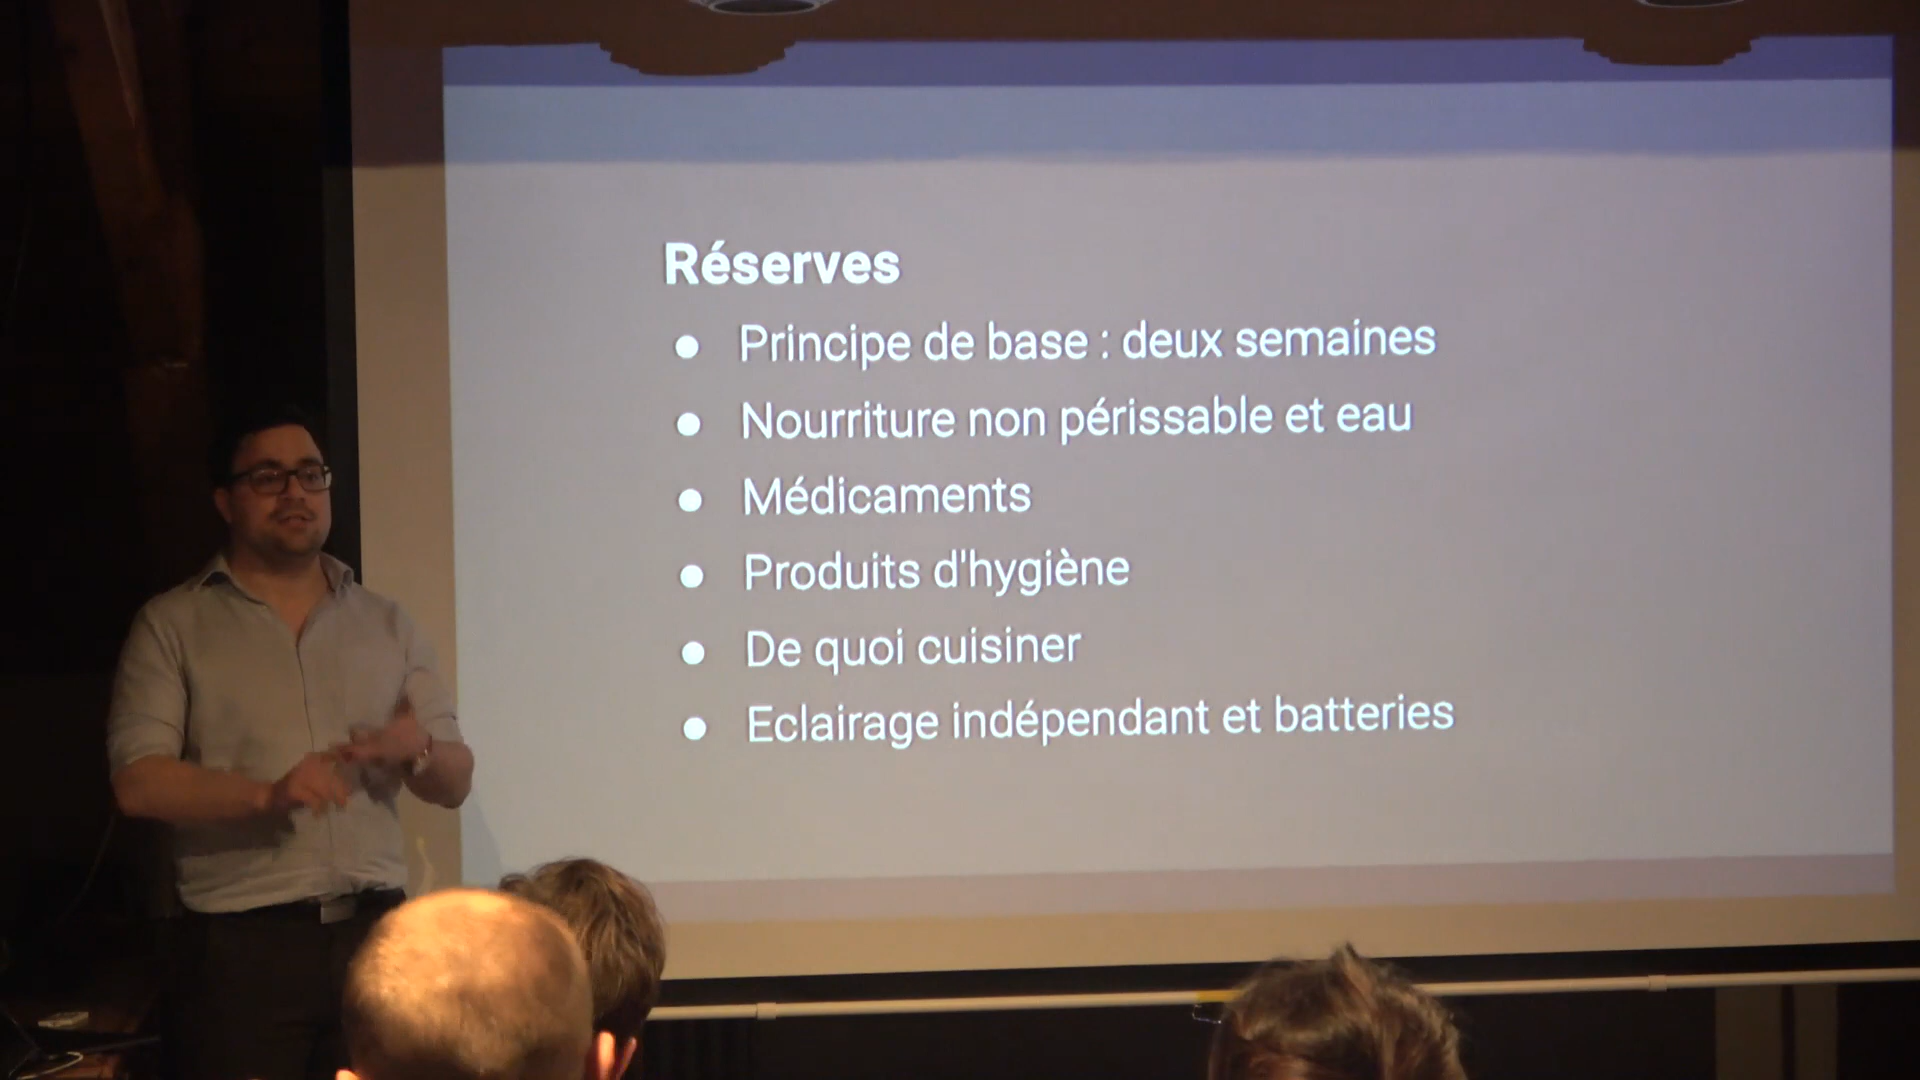 Réserves
● Principe de base : deux semaines
● Nourriture non périssable et eau
● Médicaments
● Produits d'hygiène
● De quoi cuisiner
● Eclairage indépendant et batteries